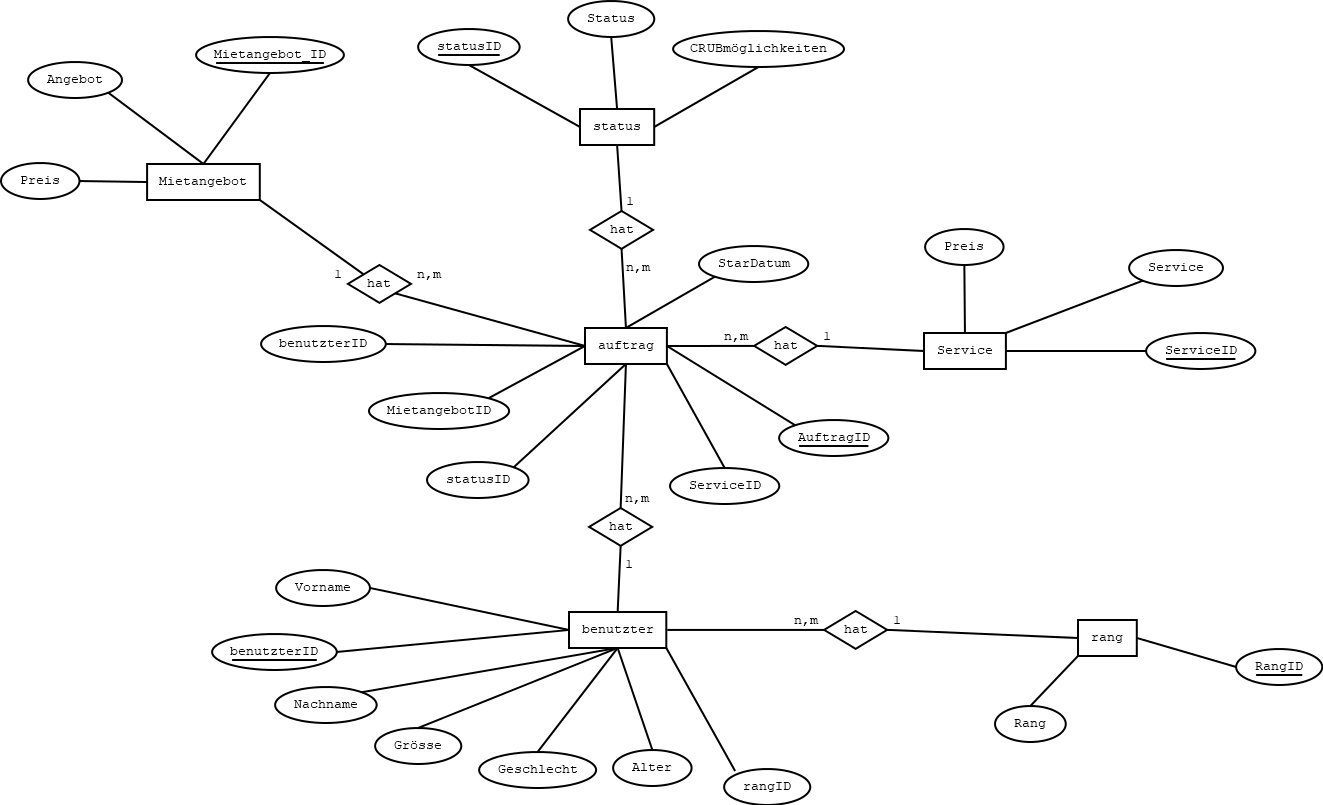 Status
statusID
CRUBmöglichkeiten
Mietangebot_ID
Angebot
status
Preis
Mietangebot
1
hat
n,m
1
hat
n,m
StarDatum
Preis
Service
benutzterID
auftrag
n,m
hat
1
Service
ServiceID
MietangebotID
AuftragID
statusID
ServiceID
n,m
hat
1
Vorname
benutzter
n,m
hat
1
rang
benutzterID
RangID
Nachname
Rang
Grösse
Geschlecht
Alter
rangID